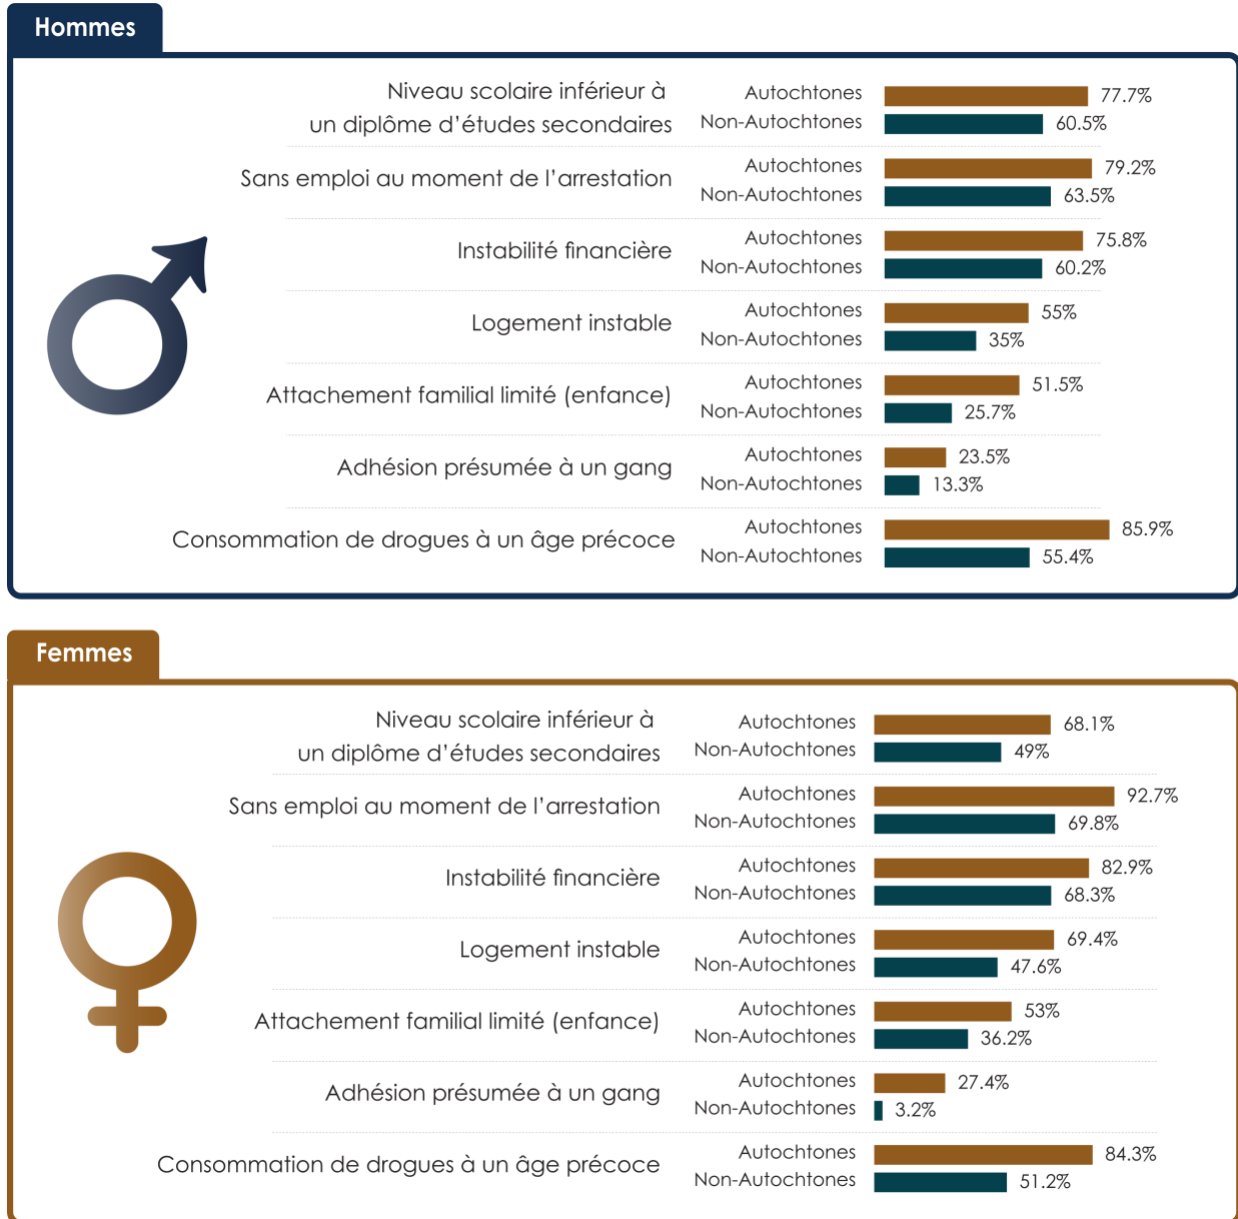 Hommes
Niveau scolaire inférieur à
un diplôme d'études secondaires
Autochtones 77.7%
Non-Autochtones 60.5%
Sans emploi au moment de l'arrestation
Autochtones 79.2%
Non-Autochtones 63.5%
Instabilité financière
Autochtones 75.8%
Non-Autochtones 60.2%
Logement instable
Autochtones 55%
Non-Autochtones 35%
Attachement familial limité (enfance)
Autochtones 51.5%
Non-Autochtones 25.7%
Adhésion présumée à un gang
Autochtones 23.5%
Non-Autochtones 13.3%
Consommation de drogues à un âge précoce
Autochtones 85.9%
Non-Autochtones 55.4%
Femmes
Niveau scolaire inférieur à
un diplôme d'études secondaires
Autochtones 68.1%
Non-Autochtones 49%
Sans emploi au moment de l'arrestation
Autochtones 92.7%
Non-Autochtones 69.8%
Instabilité financière
Autochtones 82.9%
Non-Autochtones 68.3%
Logement instable
Autochtones 69.4%
Non-Autochtones 47.6%
Attachement familial limité (enfance)
Autochtones 53%
Non-Autochtones 36.2%
Adhésion présumée à un gang
Autochtones 27.4%
Non-Autochtones 3.2%
Consommation de drogues à un âge précoce
Autochtones 84.3%
Non-Autochtones 51.2%